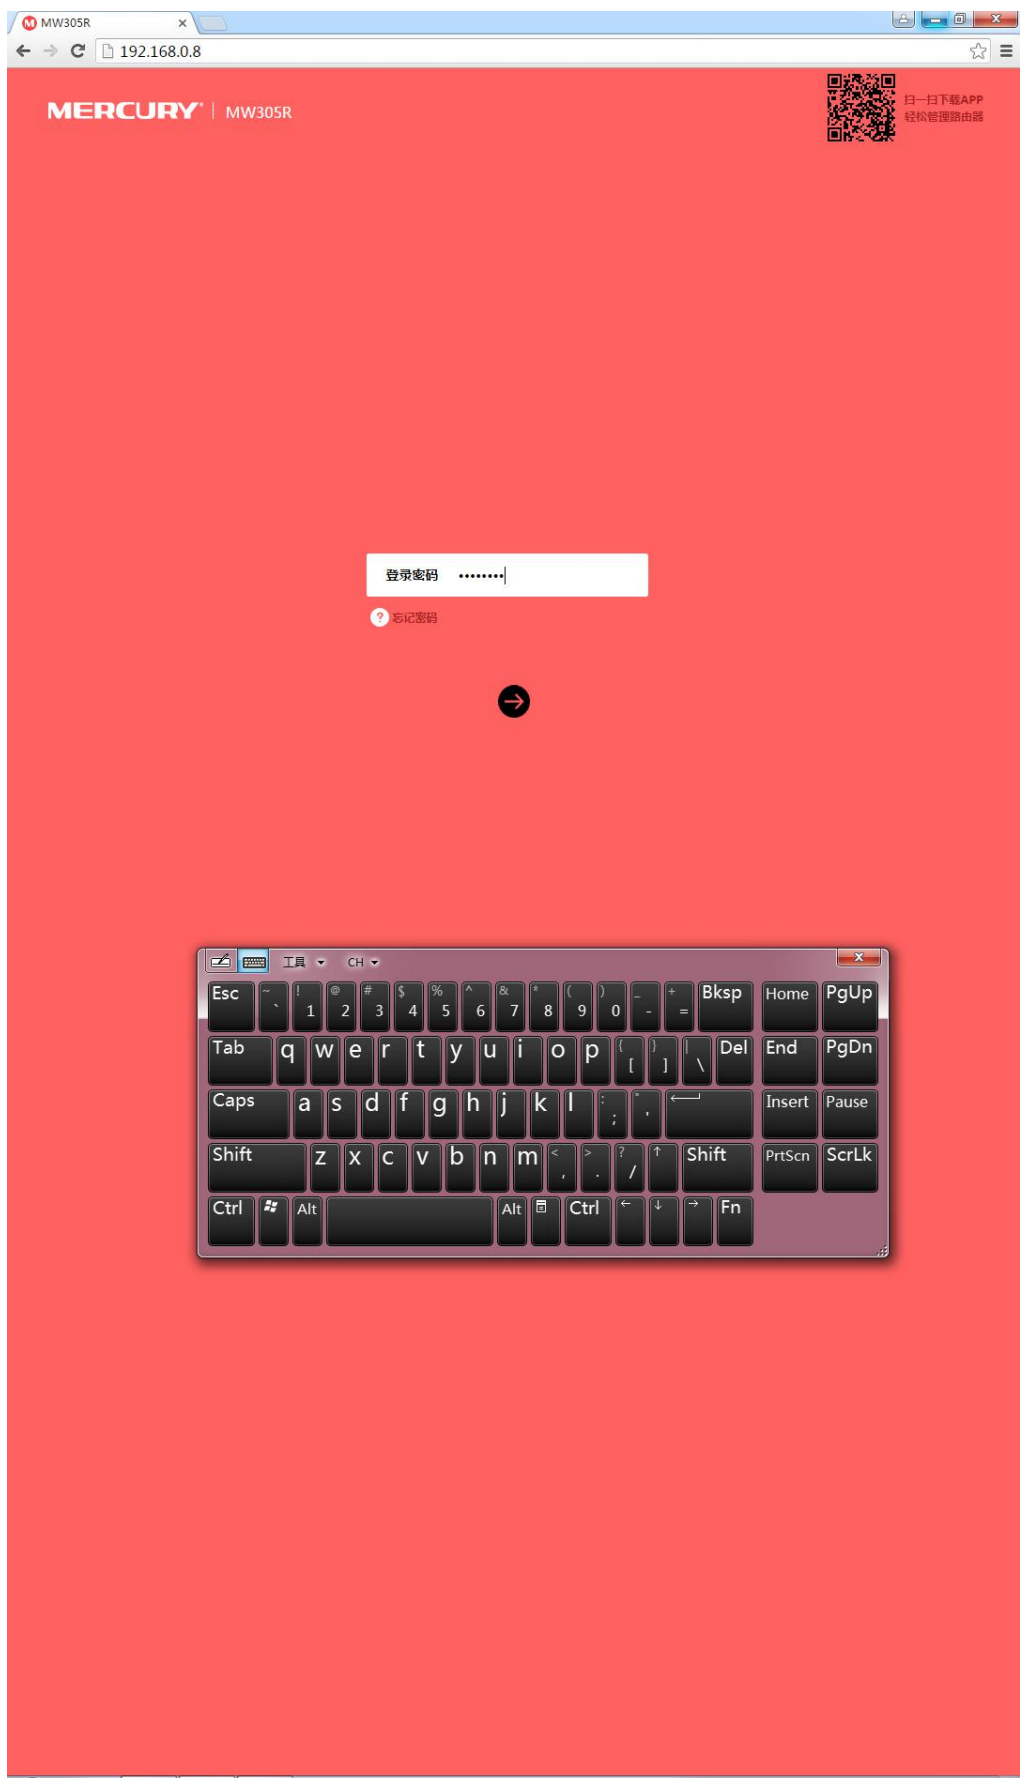 MW305R
192.168.0.8
MERCURY | MW305R
扫一扫下载APP
轻松管理路由器
登录密码 ••••••••
? 忘记密码
工具 CH
Esc ~ ` ! 1 @ 2 # 3 $ 4 % 5 ^ 6 & 7 * 8 ( 9 ) 0 _ - + = Bksp Home PgUp
Tab q w e r t y u i o p { [ } ] | \ Del End PgDn
Caps a s d f g h j k l : ; " ' Insert Pause
Shift z x c v b n m < , > . ? / ↑ Shift PrtScn ScrLk
Ctrl Alt Alt Ctrl ← ↓ → Fn